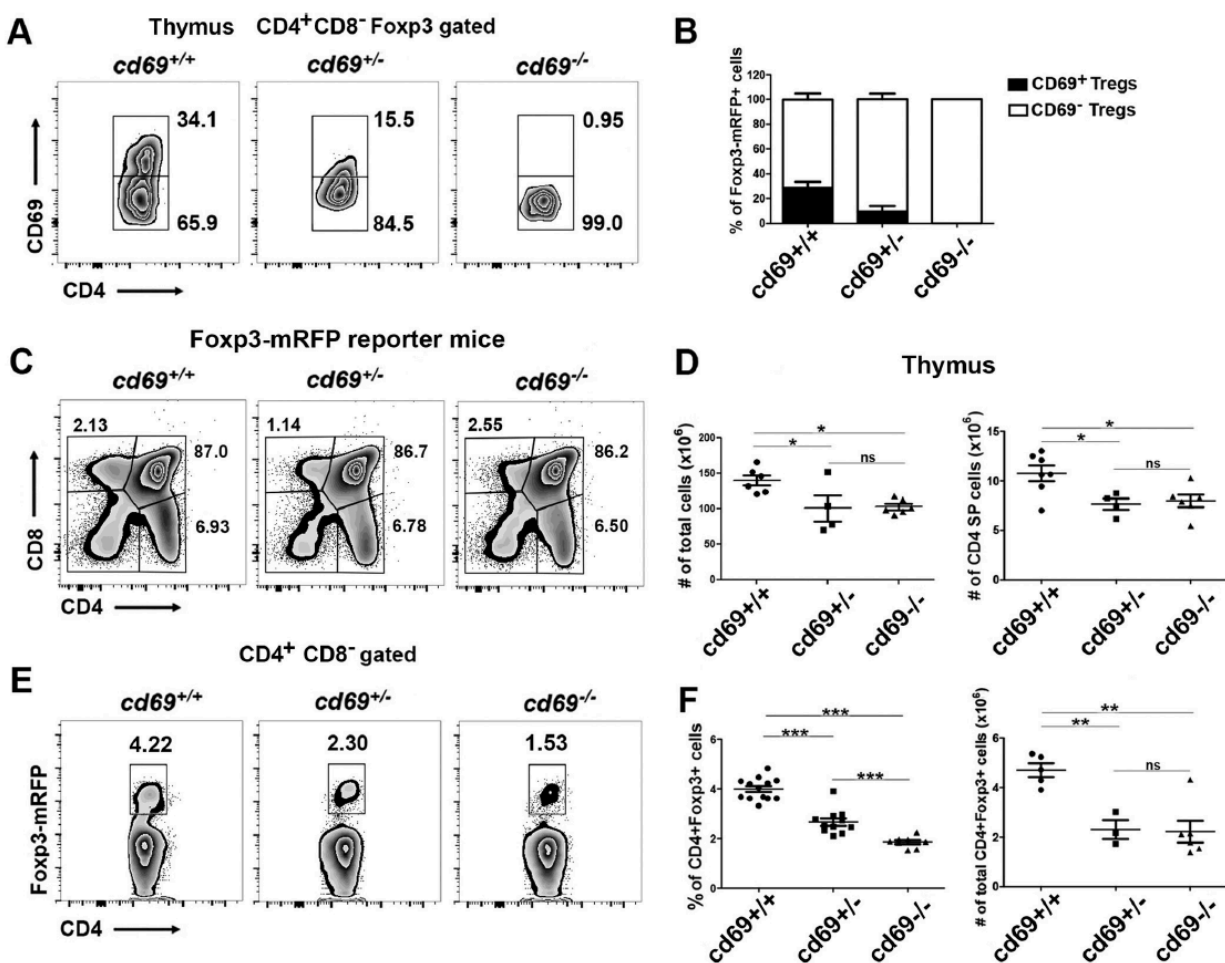 A
Thymus CD4+CD8- Foxp3 gated
cd69+/+
cd69+/-
cd69-/-
34.1
15.5
0.95
65.9
84.5
99.0
CD69
CD4
B
% of Foxp3-mRFP+ cells
120
100
80
60
40
20
0
cd69+/+
cd69+/-
cd69-/-
CD69+ Tregs
CD69- Tregs
C
Foxp3-mRFP reporter mice
cd69+/+
cd69+/-
cd69-/-
2.13
87.0
6.93
1.14
86.7
6.78
2.55
86.2
6.50
CD8
CD4
D
Thymus
# of total cells (x106)
200
150
100
50
0
*
*
ns
cd69+/+
cd69+/-
cd69-/-
# of CD4 SP cells (x106)
15
10
5
0
*
*
ns
cd69+/+
cd69+/-
cd69-/-
E
CD4+ CD8- gated
cd69+/+
cd69+/-
cd69-/-
4.22
2.30
1.53
Foxp3-mRFP
CD4
F
% of CD4+Foxp3+ cells
6
4
2
0
***
***
***
cd69+/+
cd69+/-
cd69-/-
# of total CD4+Foxp3+ cells (x106)
6
4
2
0
**
**
ns
cd69+/+
cd69+/-
cd69-/-